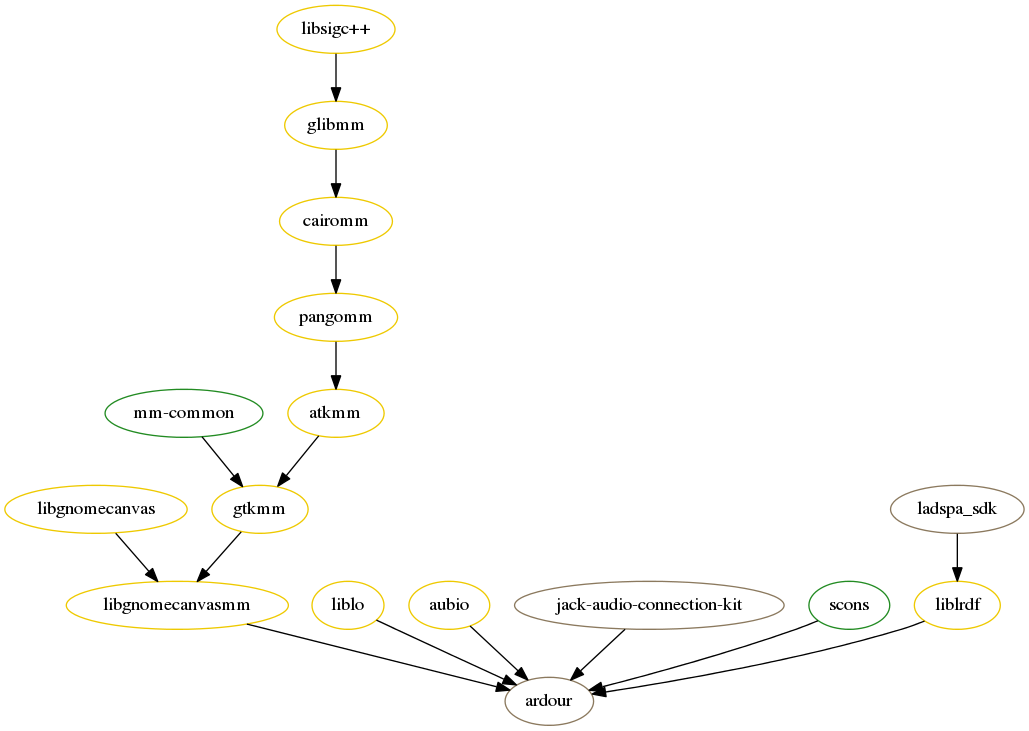 libsigc++
glibmm
cairomm
pangomm
mm-common
atkmm
libgnomecanvas
gtkmm
ladspa_sdk
libgnomecanvasmm
liblo
aubio
jack-audio-connection-kit
scons
liblrdf
ardour